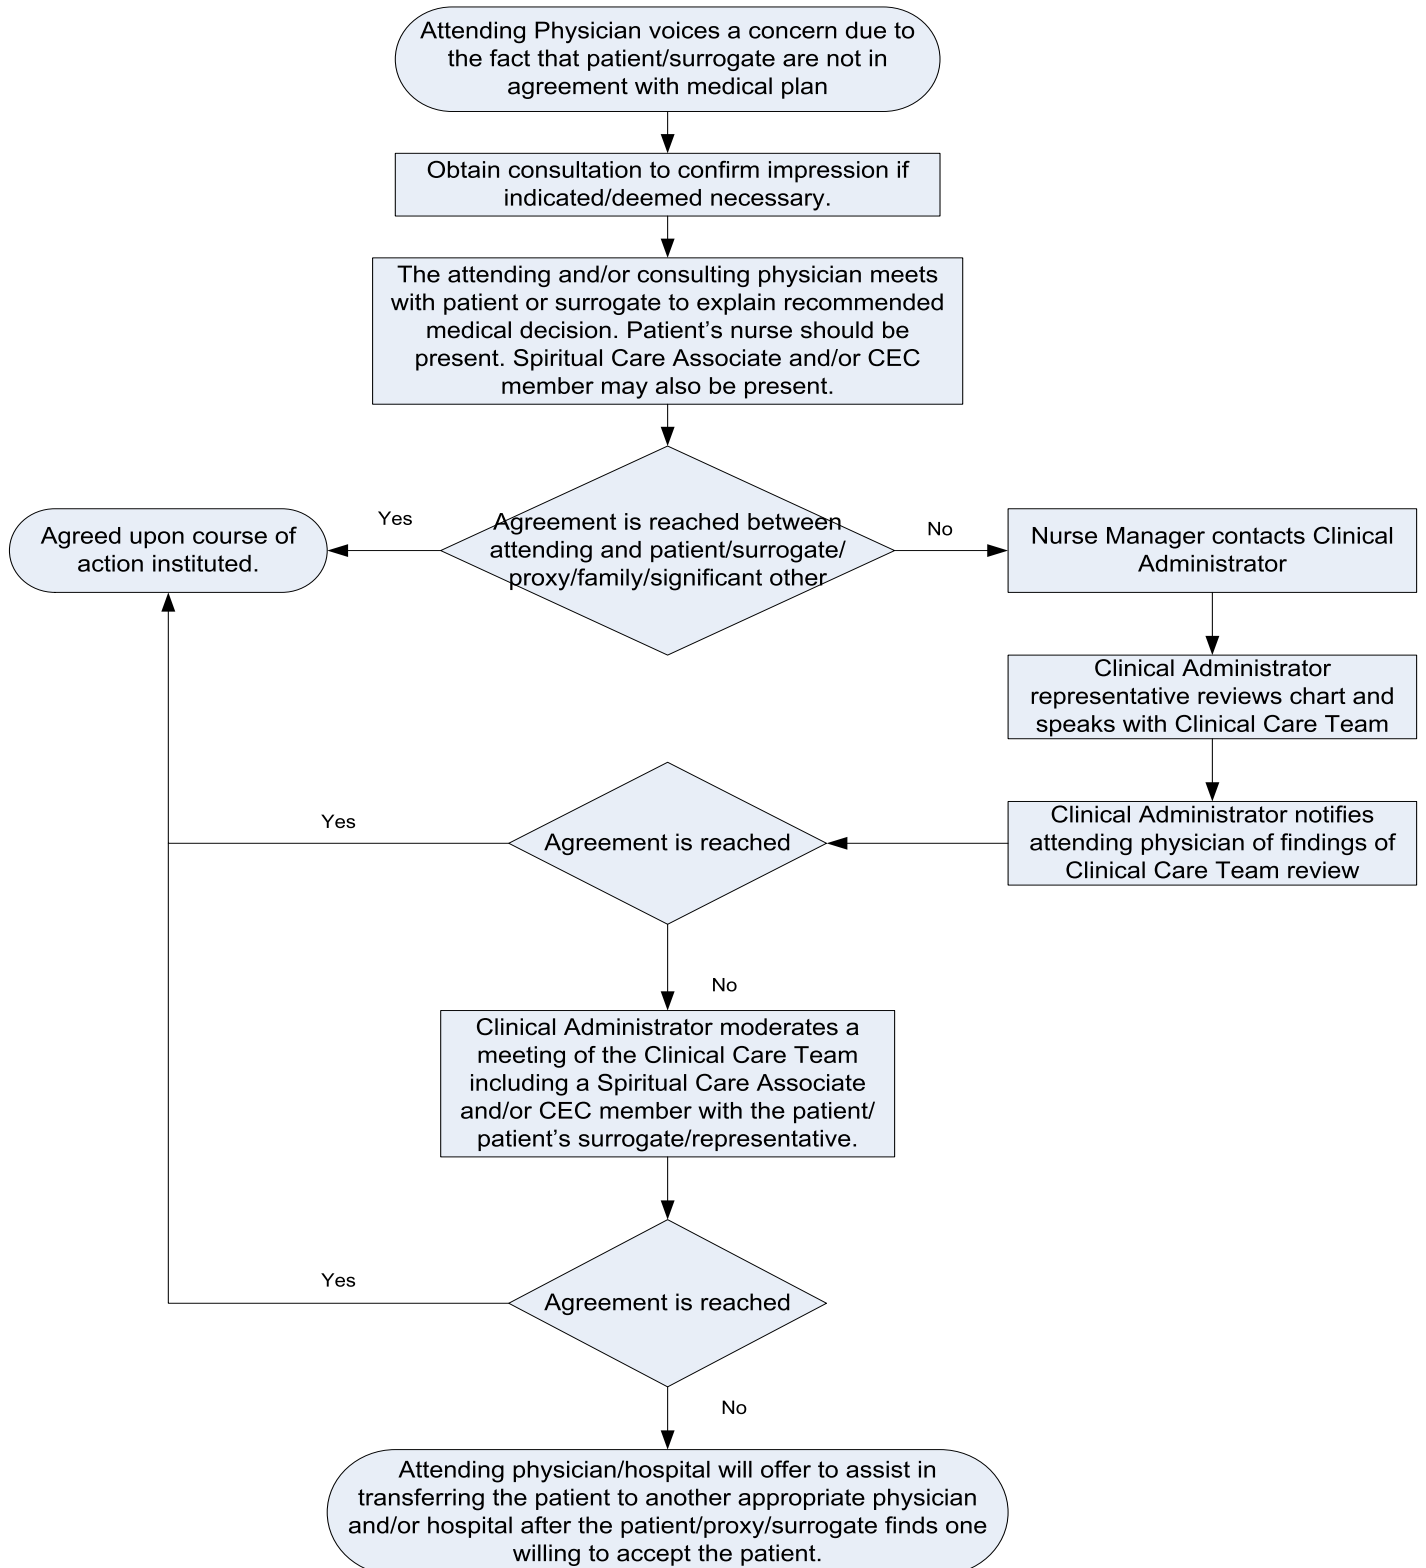 Attending Physician voices a concern due to
the fact that patient/surrogate are not in
agreement with medical plan
Obtain consultation to confirm impression if
indicated/deemed necessary.
The attending and/or consulting physician meets
with patient or surrogate to explain recommended
medical decision. Patient’s nurse should be
present. Spiritual Care Associate and/or CEC
member may also be present.
Agreement is reached between
attending and patient/surrogate/
proxy/family/significant other
Yes
Agreed upon course of
action instituted.
No
Nurse Manager contacts Clinical
Administrator
Clinical Administrator
representative reviews chart and
speaks with Clinical Care Team
Clinical Administrator notifies
attending physician of findings of
Clinical Care Team review
Agreement is reached
Yes
No
Clinical Administrator moderates a
meeting of the Clinical Care Team
including a Spiritual Care Associate
and/or CEC member with the patient/
patient’s surrogate/representative.
Agreement is reached
Yes
No
Attending physician/hospital will offer to assist in
transferring the patient to another appropriate physician
and/or hospital after the patient/proxy/surrogate finds one
willing to accept the patient.